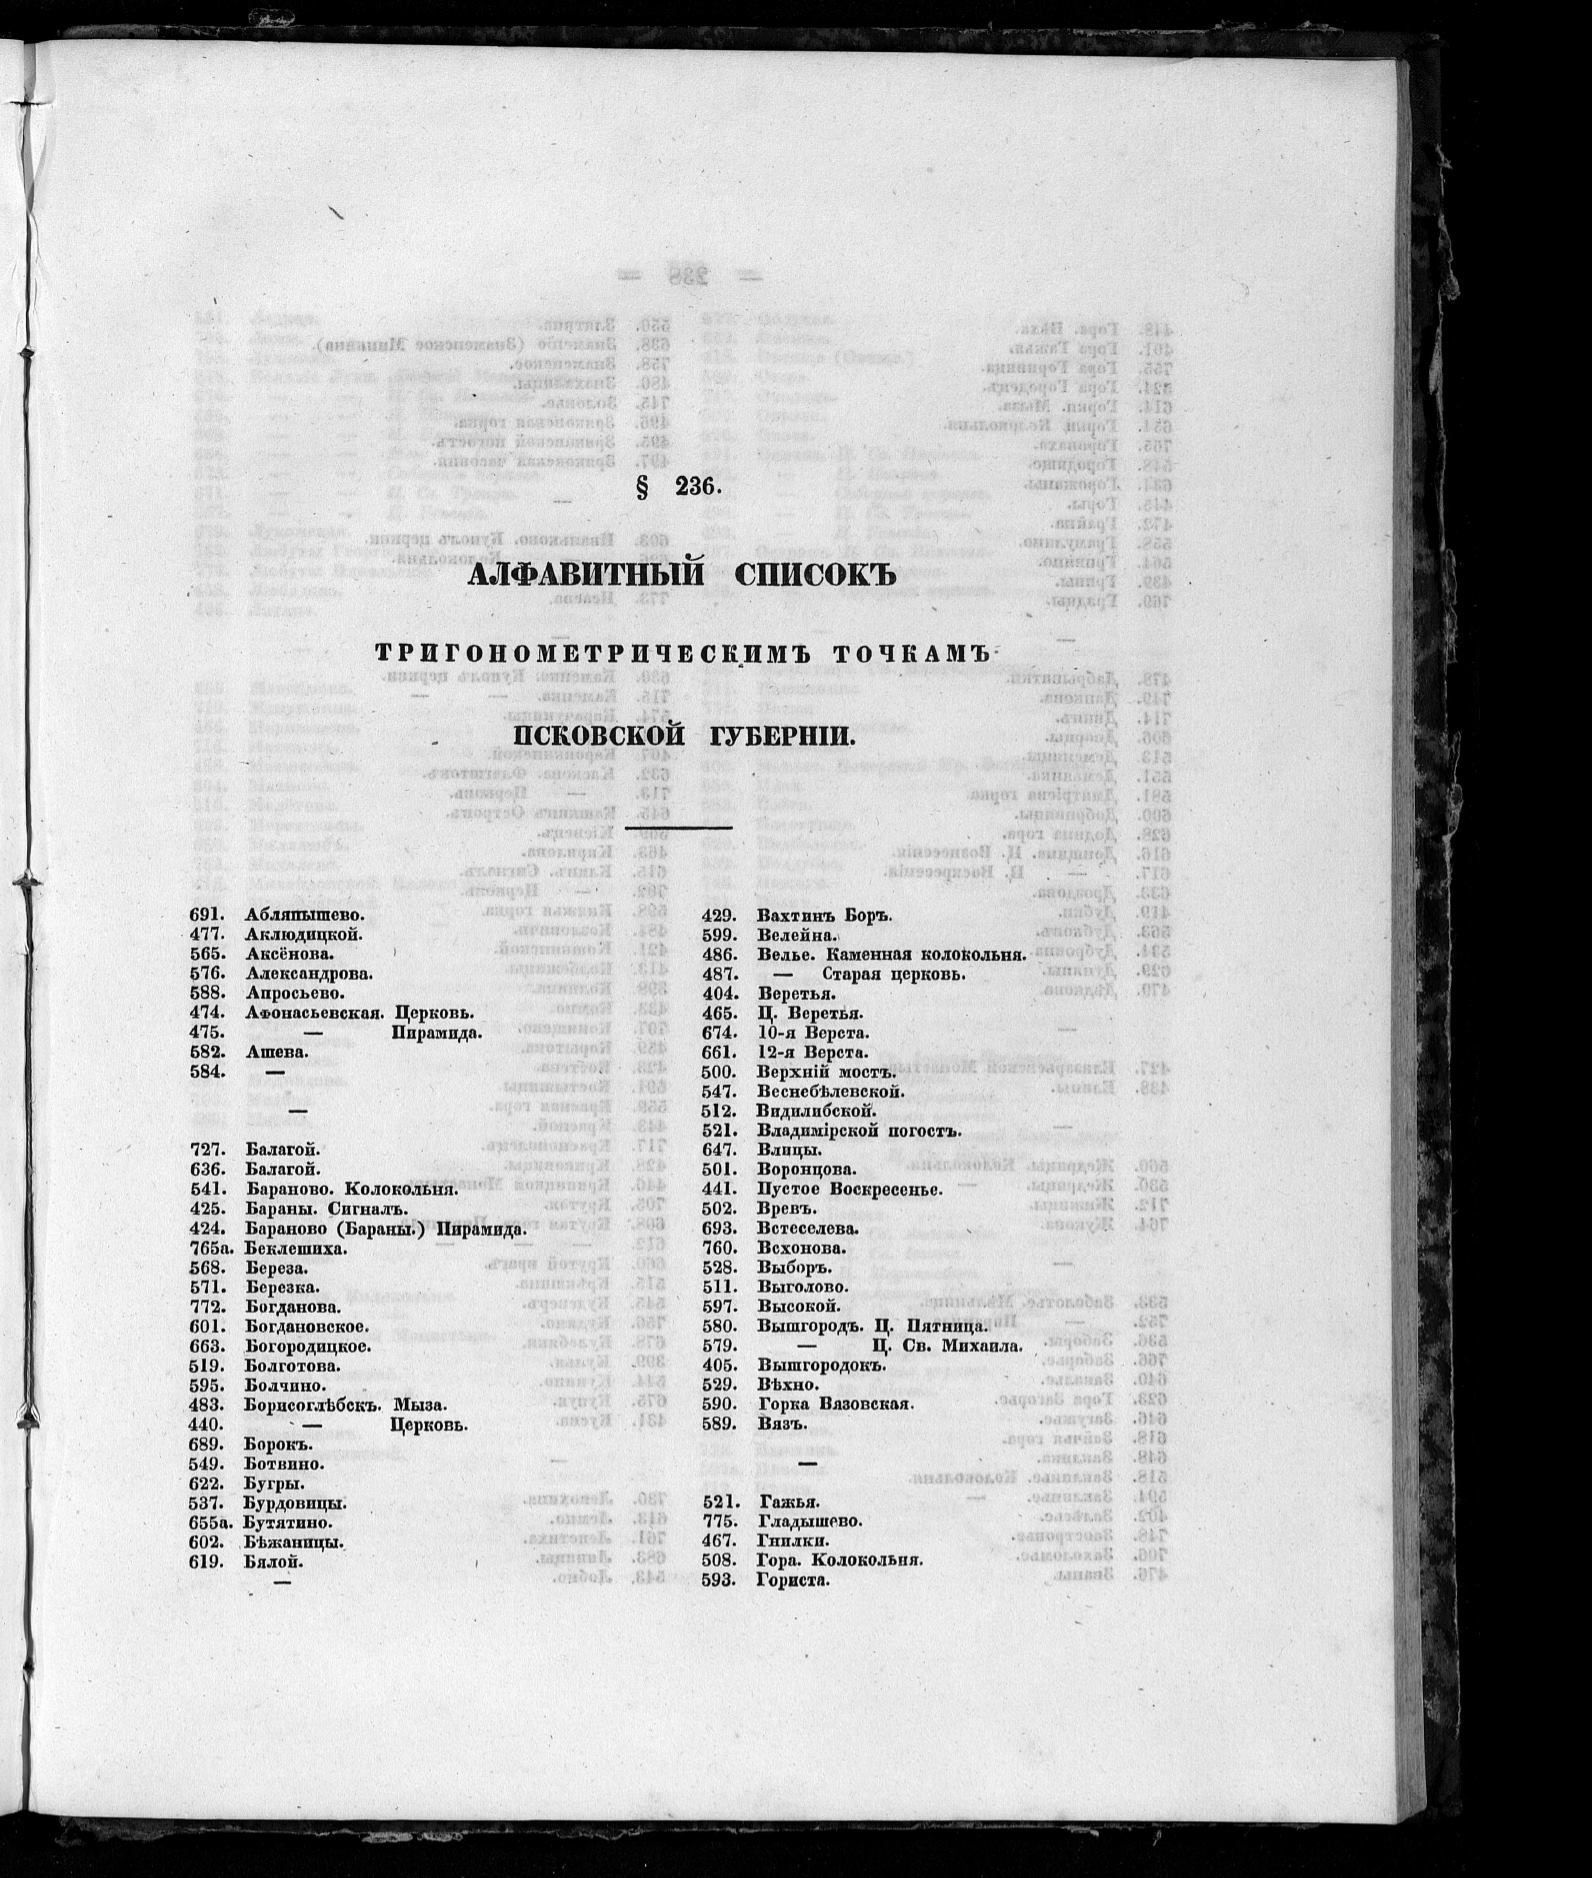 § 236.
АЛФАВИТНЫЙ СПИСОКЪ
ТРИГОНОМЕТРИЧЕСКИМЪ ТОЧКАМЪ
ПСКОВСКОЙ ГУБЕРНІИ.
691. Абляпышево.
477. Аклюдицкой.
565. Аксёнова.
576. Александрова.
588. Апросьево.
474. Аѳонасьевская. Церковь.
475. — Пирамида.
582. Ашева.
584. —
—
727. Балагой.
636. Балагой.
541. Бараново. Колокольня.
425. Бараны. Сигналъ.
424. Бараново (Бараны.) Пирамида.
765а. Беклешиха.
568. Береза.
571. Березка.
772. Богданова.
601. Богдановское.
663. Богородицкое.
519. Болготова.
595. Болчино.
483. Борисоглѣбскъ. Мыза.
440. — Церковь.
689. Борокъ.
549. Ботвино.
622. Бугры.
537. Бурдовицы.
655а. Бутятино.
602. Бѣжаницы.
619. Бялой.
—
429. Вахтинъ Боръ.
599. Велейна.
486. Велье. Каменная колокольня.
487. — Старая церковь.
404. Веретья.
465. Ц. Веретья.
674. 10-я Верста.
661. 12-я Верста.
500. Верхній мостъ.
547. Веснебѣлевской.
512. Видилибской.
521. Владимірской погостъ.
647. Влицы.
501. Воронцова.
441. Пустое Воскресенье.
502. Вревъ.
693. Встеселева.
760. Всхонова.
528. Выборъ.
511. Выголово.
597. Высокой.
580. Вышгородъ. Ц. Пятница.
579. — Ц. Св. Михаила.
405. Вышгородокъ.
529. Вѣхно.
590. Горка Вязовская.
589. Вязъ.
—
521. Гажья.
775. Гладышево.
467. Гнилки.
508. Гора. Колокольня.
593. Гориста.